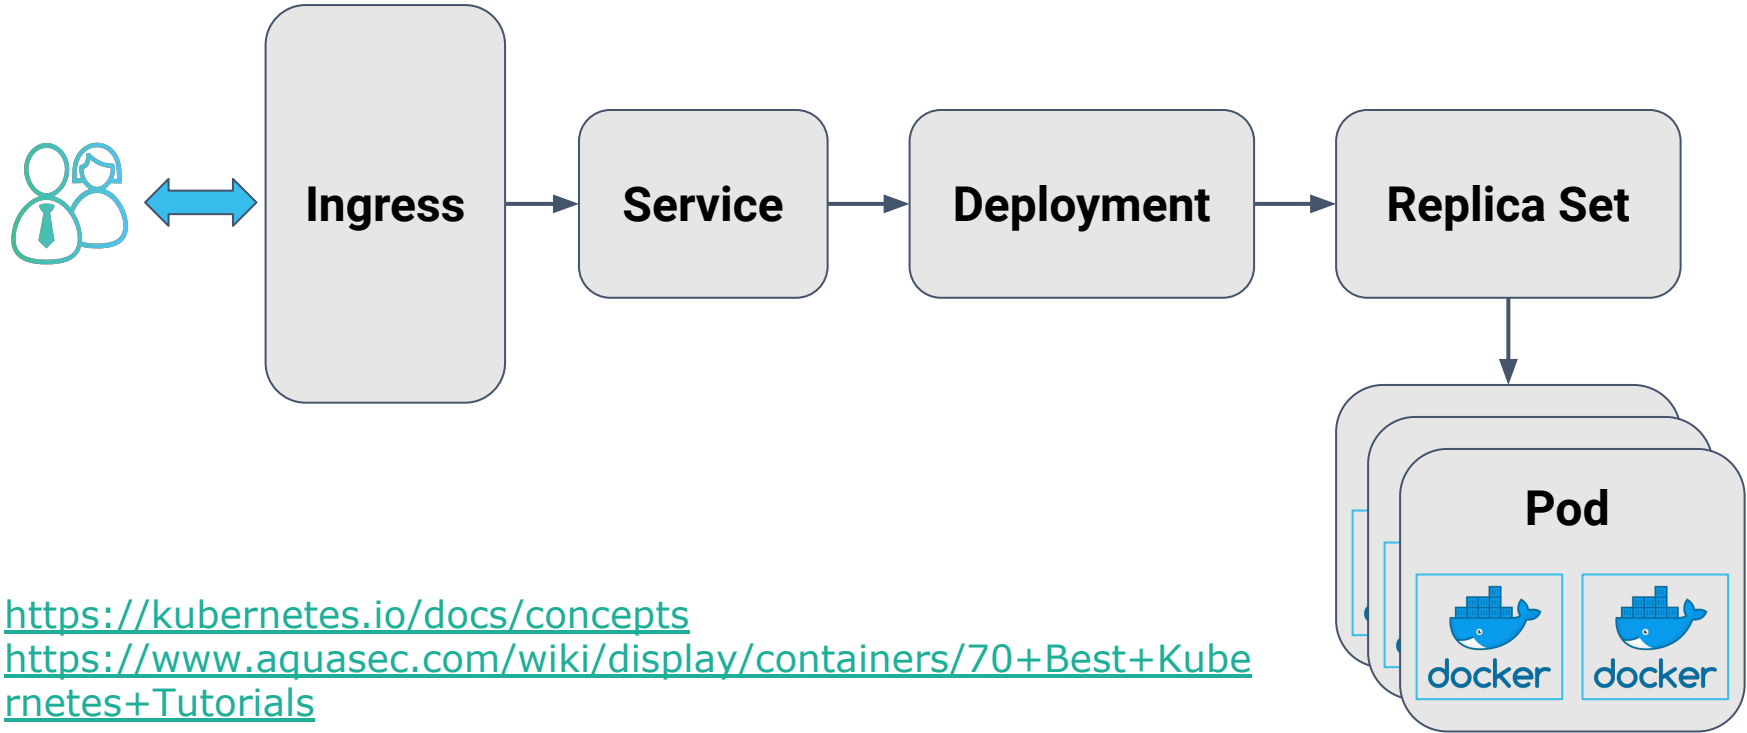 Ingress
Service
Deployment
Replica Set
Pod
docker
docker
https://kubernetes.io/docs/concepts
https://www.aquasec.com/wiki/display/containers/70+Best+Kube
rnetes+Tutorials